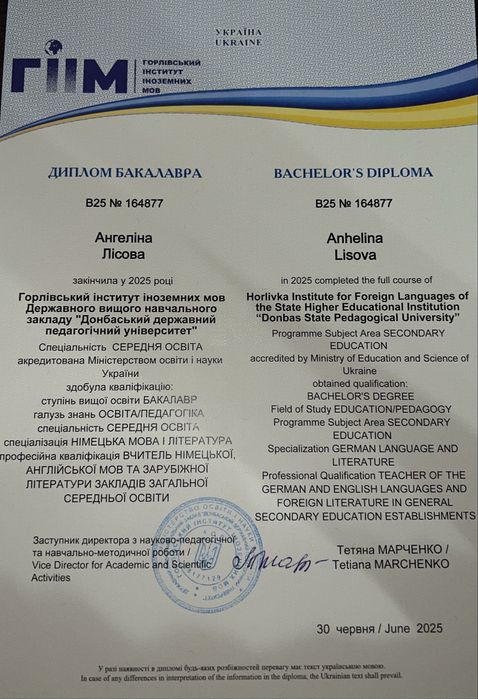 УКРАЇНА
UKRAINE
ГІІМ
ГОРЛІВСЬКИЙ
ІНСТИТУТ
ІНОЗЕМНИХ
МОВ
ДИПЛОМ БАКАЛАВРА
В25 № 164877
Ангеліна
Лісова
закінчила у 2025 році
Горлівський інститут іноземних мов
Державного вищого навчального
закладу "Донбаський державний
педагогічний університет"
Спеціальність СЕРЕДНЯ ОСВІТА
акредитована Міністерством освіти і науки
України
здобула кваліфікацію:
ступінь вищої освіти БАКАЛАВР
галузь знань ОСВІТА/ПЕДАГОГІКА
спеціальність СЕРЕДНЯ ОСВІТА
спеціалізація НІМЕЦЬКА МОВА І ЛІТЕРАТУРА
професійна кваліфікація ВЧИТЕЛЬ НІМЕЦЬКОЇ,
АНГЛІЙСЬКОЇ МОВ ТА ЗАРУБІЖНОЇ
ЛІТЕРАТУРИ ЗАКЛАДІВ ЗАГАЛЬНОЇ
СЕРЕДНЬОЇ ОСВІТИ
BACHELOR'S DIPLOMA
В25 № 164877
Anhelina
Lisova
in 2025 completed the full course of
Horlivka Institute for Foreign Languages of
the State Higher Educational Institution
“Donbas State Pedagogical University”
Programme Subject Area SECONDARY
EDUCATION
accredited by Ministry of Education and Science of
Ukraine
obtained qualification:
BACHELOR'S DEGREE
Field of Study EDUCATION/PEDAGOGY
Programme Subject Area SECONDARY
EDUCATION
Specialization GERMAN LANGUAGE AND
LITERATURE
Professional Qualification TEACHER OF THE
GERMAN AND ENGLISH LANGUAGES AND
FOREIGN LITERATURE IN GENERAL
SECONDARY EDUCATION ESTABLISHMENTS
Заступник директора з науково-педагогічної
та навчально-методичної роботи /
Vice Director for Academic and Scientific
Activities
Тетяна МАРЧЕНКО /
Tetiana MARCHENKO
30 червня / June 2025
У разі наявності в дипломі будь-яких розбіжностей перевагу має текст українською мовою.
In case of any differences in interpretation of the information in the diploma, the Ukrainian text shall prevail.